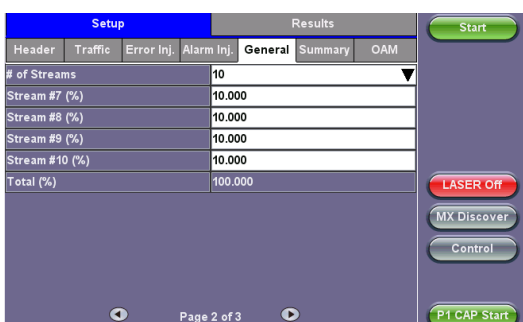 Setup Results
Header Traffic Error Inj. Alarm Inj. General Summary OAM
# of Streams 10
Stream #7 (%) 10.000
Stream #8 (%) 10.000
Stream #9 (%) 10.000
Stream #10 (%) 10.000
Total (%) 100.000
Page 2 of 3
Start
LASER Off
MX Discover
Control
P1 CAP Start